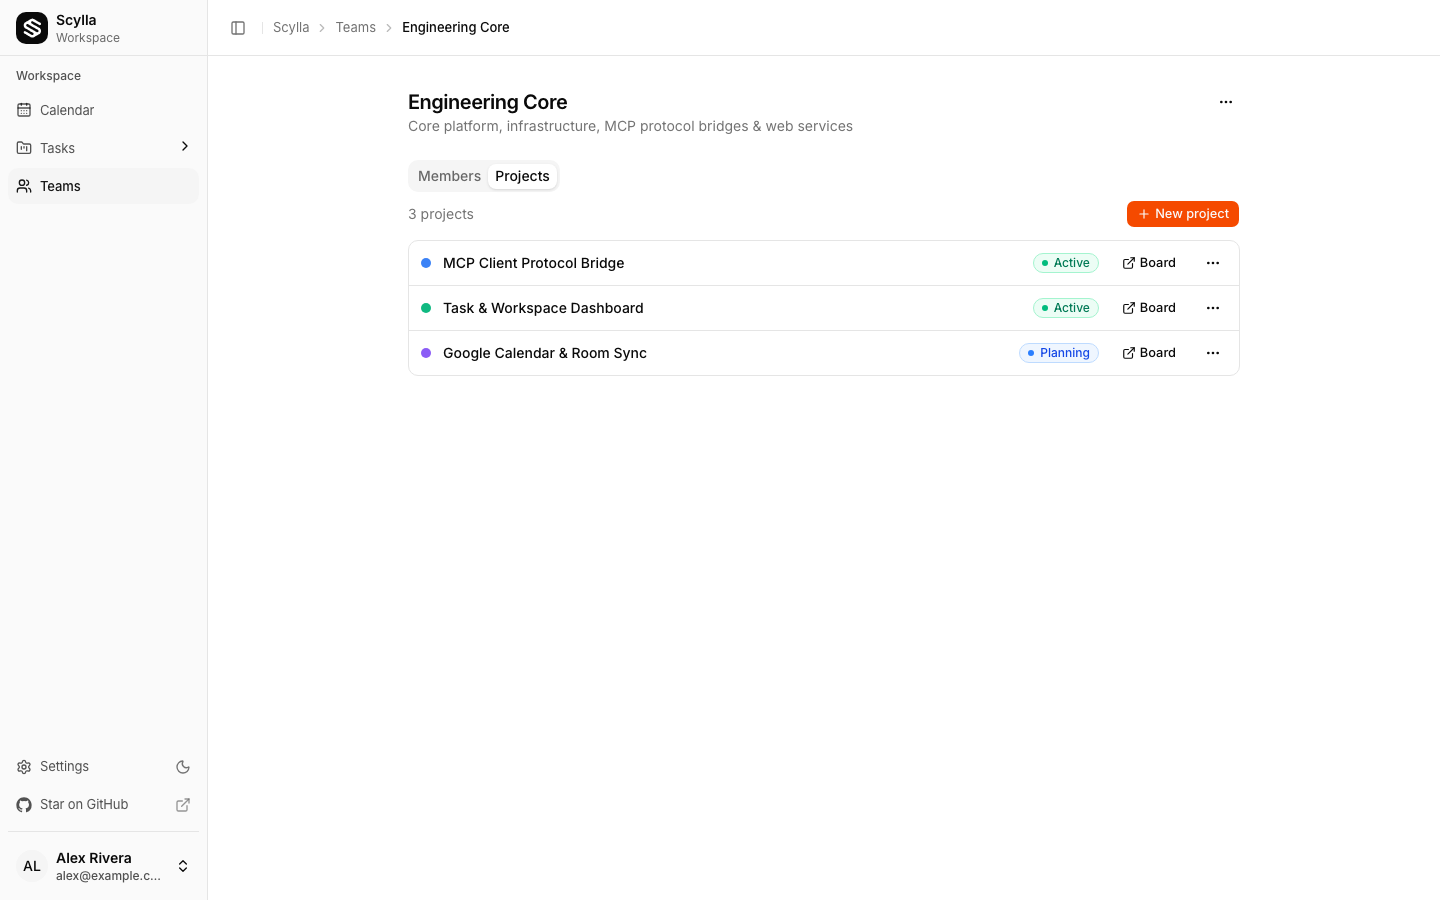 Scylla
Workspace
Workspace
Calendar
Tasks
Teams
Settings
Star on GitHub
AL
Alex Rivera
alex@example.c...
Scylla > Teams > Engineering Core
Engineering Core
Core platform, infrastructure, MCP protocol bridges & web services
Members Projects
3 projects
+ New project
MCP Client Protocol Bridge Active Board
Task & Workspace Dashboard Active Board
Google Calendar & Room Sync Planning Board